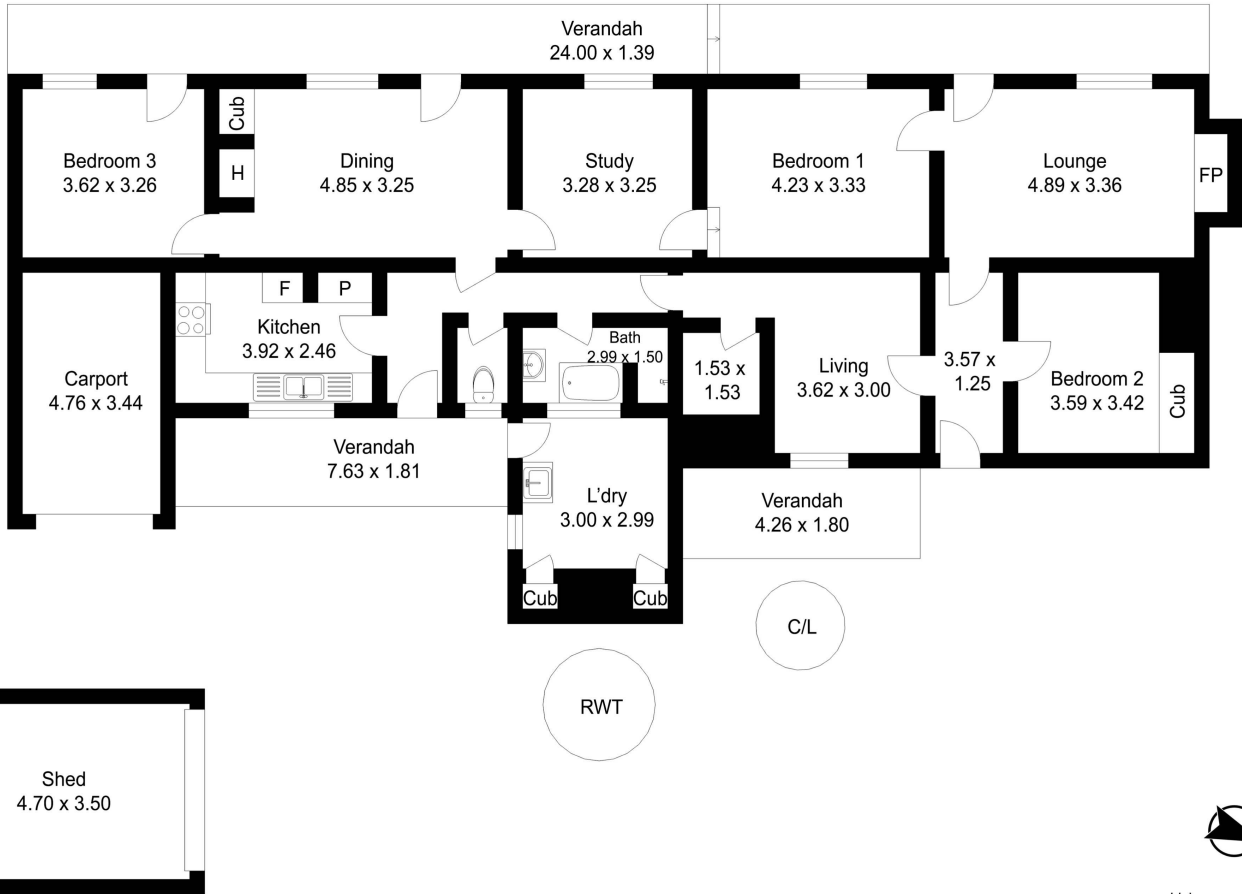 Verandah
24.00 x 1.39
Cub
Bedroom 3
3.62 x 3.26
H
Dining
4.85 x 3.25
Study
3.28 x 3.25
Bedroom 1
4.23 x 3.33
Lounge
4.89 x 3.36
FP
F
P
Kitchen
3.92 x 2.46
Carport
4.76 x 3.44
Bath
2.99 x 1.50
1.53 x
1.53
Living
3.62 x 3.00
3.57 x
1.25
Bedroom 2
3.59 x 3.42
Cub
Verandah
7.63 x 1.81
L'dry
3.00 x 2.99
Verandah
4.26 x 1.80
Cub
Cub
C/L
RWT
Shed
4.70 x 3.50